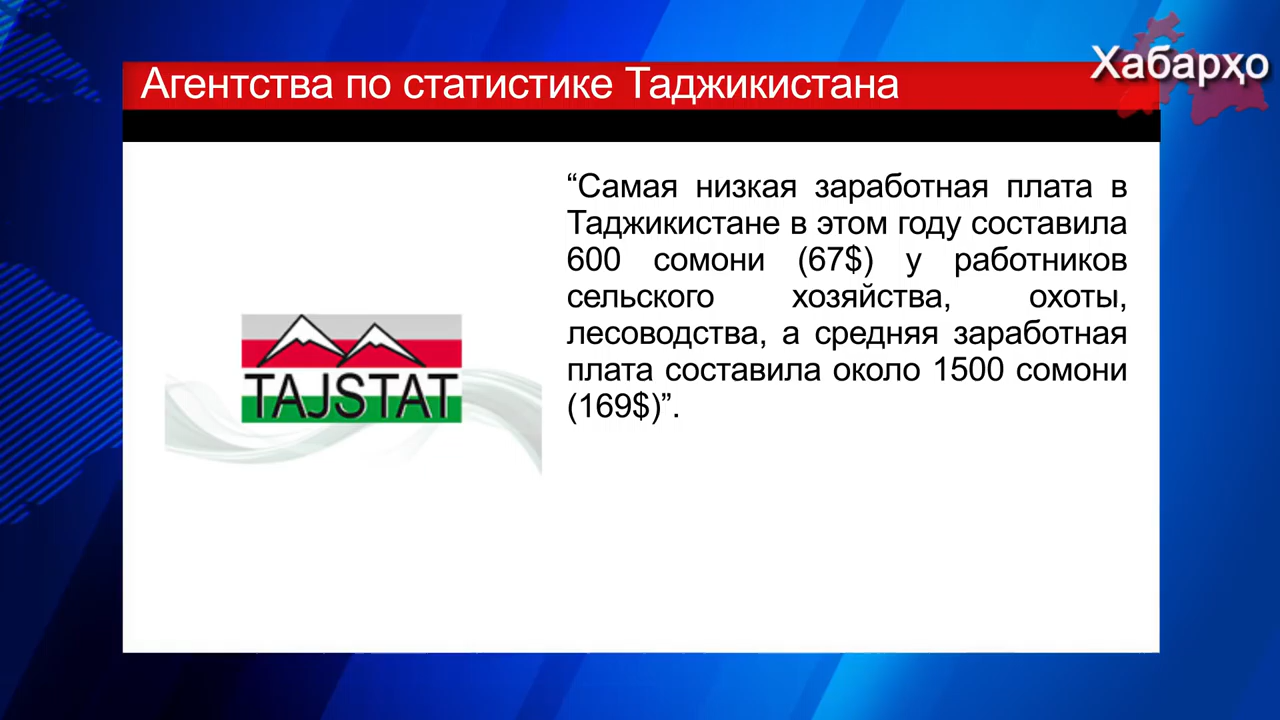 Хабарҳо
Агентства по статистике Таджикистана
“Самая низкая заработная плата в
Таджикистане в этом году составила
600 сомони (67$) у работников
сельского хозяйства, охоты,
лесоводства, а средняя заработная
плата составила около 1500 сомони
(169$)”.
TAJSTAT